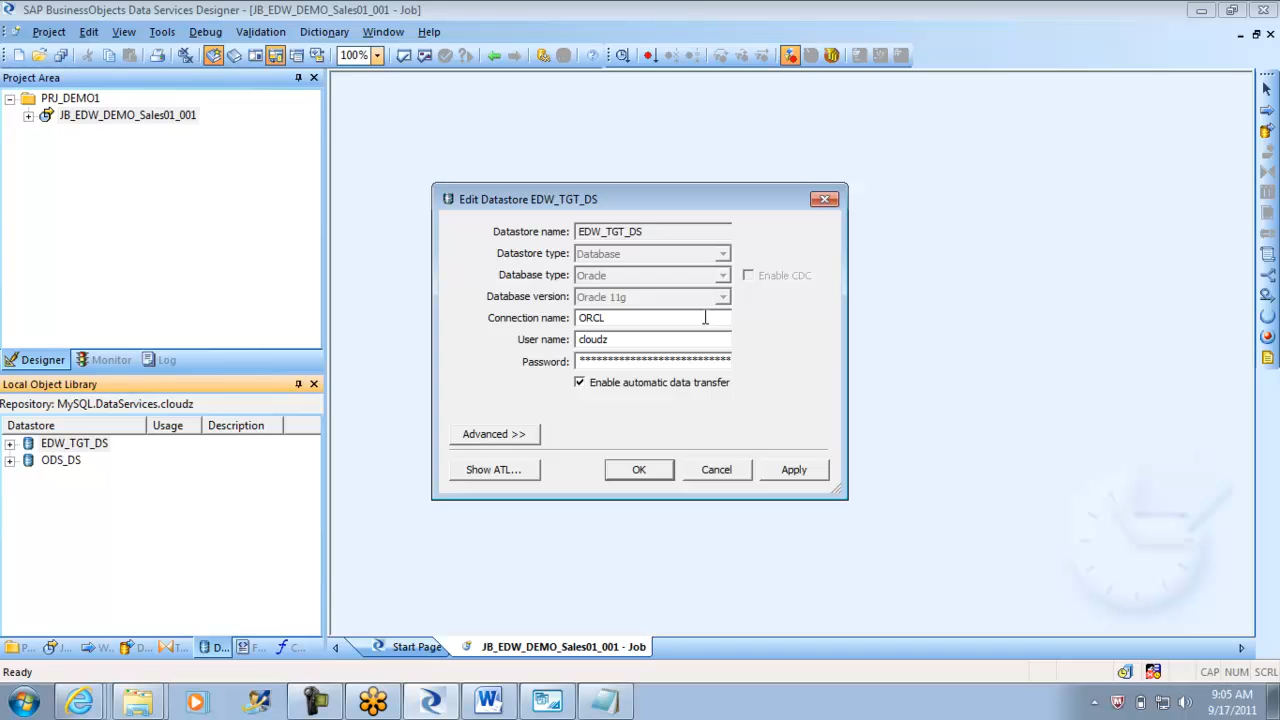 SAP BusinessObjects Data Services Designer - [JB_EDW_DEMO_Sales01_001 - Job]
Project Edit View Tools Debug Validation Dictionary Window Help
100%
Project Area
PRJ_DEMO1
JB_EDW_DEMO_Sales01_001
Edit Datastore EDW_TGT_DS
Datastore name: EDW_TGT_DS
Datastore type: Database
Database type: Oracle Enable CDC
Database version: Oracle 11g
Connection name: ORCL
User name: cloudz
Password: ***************************
Enable automatic data transfer
Advanced >>
Show ATL... OK Cancel Apply
Designer Monitor Log
Local Object Library
Repository: MySQL.DataServices.cloudz
Datastore Usage Description
EDW_TGT_DS
ODS_DS
P... J... W... D... T... D... F... C...
Start Page JB_EDW_DEMO_Sales01_001 - Job
Ready CAP NUM SCRL
9:05 AM
9/17/2011